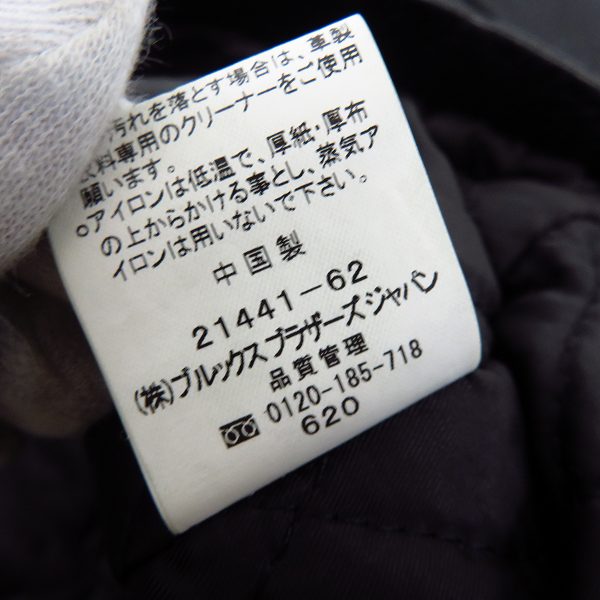 汚れを落とす場合は、革製
衣料専用のクリーナーをご使用
願います。
○アイロンは低温で、厚紙・厚布
の上からかける事とし、蒸気ア
イロンは用いないで下さい。
中国製
21441-62
(株)ブルックスブラザーズジャパン
品質管理
0120-185-718
620